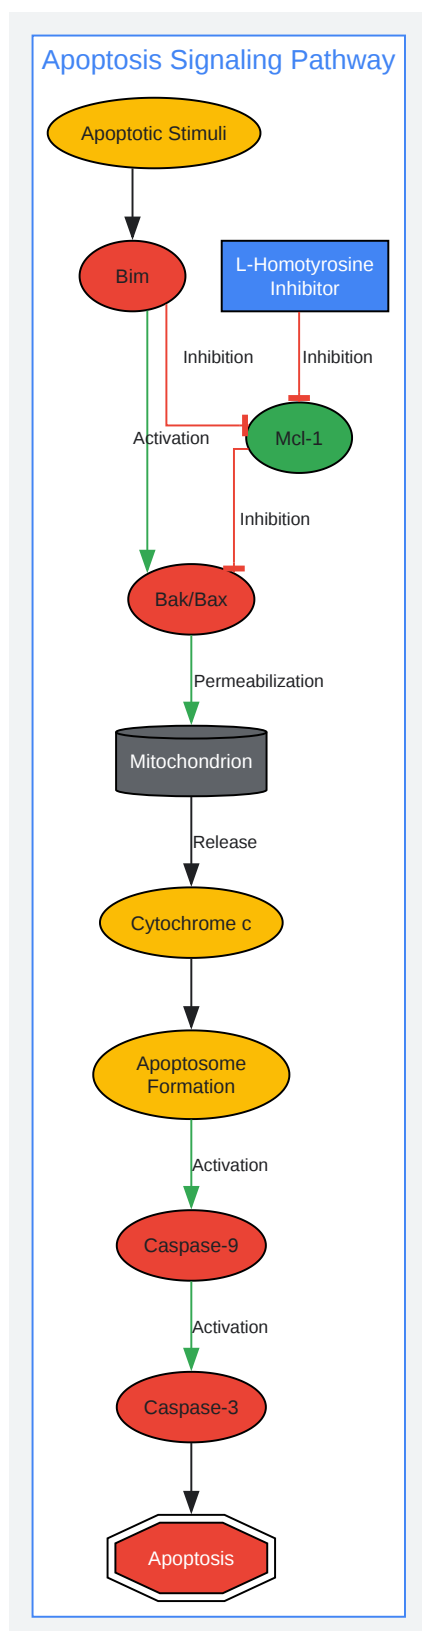 Apoptosis Signaling Pathway
Apoptotic Stimuli
Bim
L-Homotyrosine
Inhibitor
Inhibition
Inhibition
Activation
Mcl-1
Inhibition
Bak/Bax
Permeabilization
Mitochondrion
Release
Cytochrome c
Apoptosome
Formation
Activation
Caspase-9
Activation
Caspase-3
Apoptosis